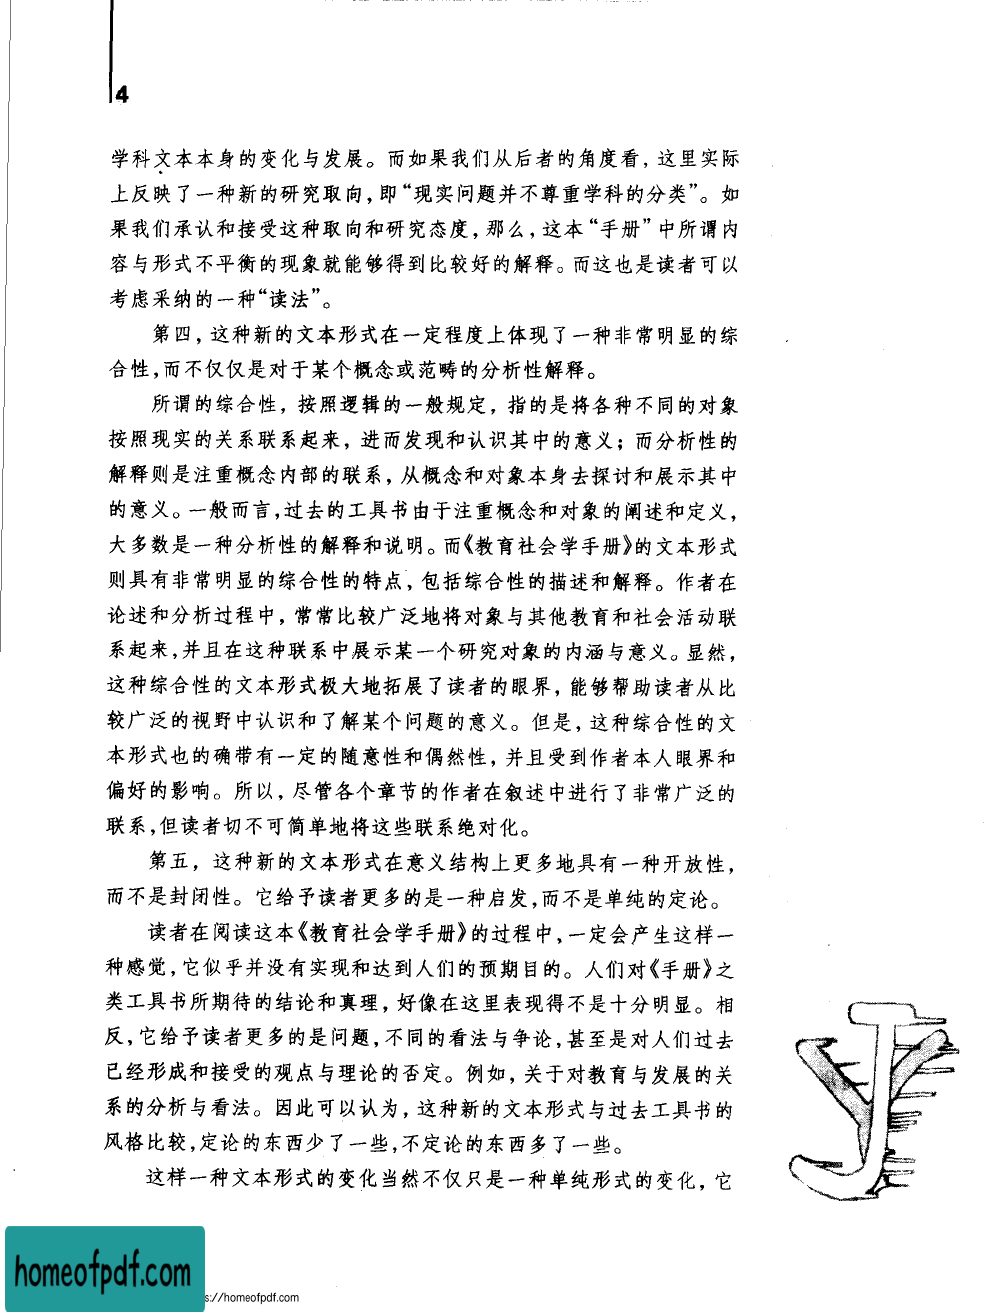 4
学科文本本身的变化与发展。而如果我们从后者的角度看，这里实际
上反映了一种新的研究取向，即“现实问题并不尊重学科的分类”。如
果我们承认和接受这种取向和研究态度，那么，这本“手册”中所谓内
容与形式不平衡的现象就能够得到比较好的解释。而这也是读者可以
考虑采纳的一种“读法”。
第四，这种新的文本形式在一定程度上体现了一种非常明显的综
合性，而不仅仅是对于某个概念或范畴的分析性解释。
所谓的综合性，按照逻辑的一般规定，指的是将各种不同的对象
按照现实的关系联系起来，进而发现和认识其中的意义；而分析性的
解释则是注重概念内部的联系，从概念和对象本身去探讨和展示其中
的意义。一般而言，过去的工具书由于注重概念和对象的阐述和定义，
大多数是一种分析性的解释和说明。而《教育社会学手册》的文本形式
则具有非常明显的综合性的特点，包括综合性的描述和解释。作者在
论述和分析过程中，常常比较广泛地将对象与其他教育和社会活动联
系起来，并且在这种联系中展示某一个研究对象的内涵与意义。显然，
这种综合性的文本形式极大地拓展了读者的眼界，能够帮助读者从比
较广泛的视野中认识和了解某个问题的意义。但是，这种综合性的文
本形式也的确带有一定的随意性和偶然性，并且受到作者本人眼界和
偏好的影响。所以，尽管各个章节的作者在叙述中进行了非常广泛的
联系，但读者切不可简单地将这些联系绝对化。
第五，这种新的文本形式在意义结构上更多地具有一种开放性，
而不是封闭性。它给予读者更多的是一种启发，而不是单纯的定论。
读者在阅读这本《教育社会学手册》的过程中，一定会产生这样一
种感觉，它似乎并没有实现和达到人们的预期目的。人们对《手册》之
类工具书所期待的结论和真理，好像在这里表现得不是十分明显。相
反，它给予读者更多的是问题，不同的看法与争论，甚至是对人们过去
已经形成和接受的观点与理论的否定。例如，关于对教育与发展的关
系的分析与看法。因此可以认为，这种新的文本形式与过去工具书的
风格比较，定论的东西少了一些，不定论的东西多了一些。
这样一种文本形式的变化当然不仅只是一种单纯形式的变化，它
homeofpdf.com
s://homeofpdf.com